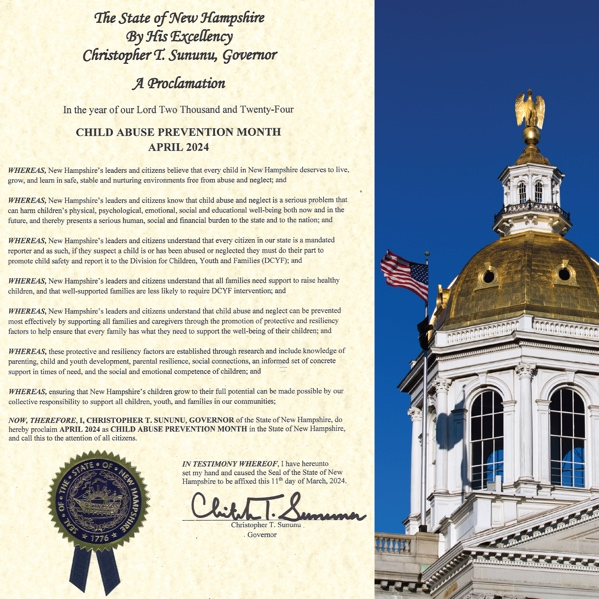 The State of New Hampshire
By His Excellency
Christopher T. Sununu, Governor
A Proclamation
In the year of our Lord Two Thousand and Twenty-Four
CHILD ABUSE PREVENTION MONTH
APRIL 2024
WHEREAS, New Hampshire's leaders and citizens believe that every child in New Hampshire deserves to live,
grow, and learn in safe, stable and nurturing environments free from abuse and neglect; and
WHEREAS, New Hampshire's leaders and citizens know that child abuse and neglect is a serious problem that
can harm children's physical, psychological, emotional, social and educational well-being both now and in the
future, and thereby presents a serious human, social and financial burden to the state and to the nation; and
WHEREAS, New Hampshire's leaders and citizens understand that every citizen in our state is a mandated
reporter and as such, if they suspect a child is or has been abused or neglected they must do their part to
promote child safety and report it to the Division for Children, Youth and Families (DCYF); and
WHEREAS, New Hampshire's leaders and citizens understand that all families need support to raise healthy
children, and that well-supported families are less likely to require DCYF intervention; and
WHEREAS, New Hampshire's leaders and citizens understand that child abuse and neglect can be prevented
most effectively by supporting all families and caregivers through the promotion of protective and resiliency
factors to help ensure that every family has what they need to support the well-being of their children; and
WHEREAS, these protective and resiliency factors are established through research and include knowledge of
parenting, child and youth development, parental resilience, social connections, an informed set of concrete
support in times of need, and the social and emotional competence of children; and
WHEREAS, ensuring that New Hampshire's children grow to their full potential can be made possible by our
collective responsibility to support all children, youth, and families in our communities;
NOW, THEREFORE, I, CHRISTOPHER T. SUNUNU, GOVERNOR of the State of New Hampshire, do
hereby proclaim APRIL 2024 as CHILD ABUSE PREVENTION MONTH in the State of New Hampshire,
and call this to the attention of all citizens.
SEAL OF THE STATE OF NEW HAMPSHIRE
1776
IN TESTIMONY WHEREOF, I have hereunto
set my hand and caused the Seal of the State of New
Hampshire to be affixed this 11th day of March, 2024.
Christopher T. Sununu
Governor